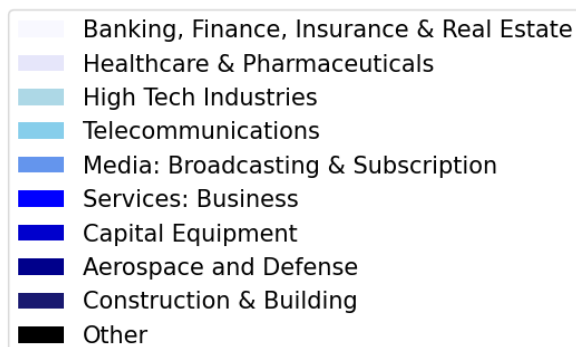 Banking, Finance, Insurance & Real Estate
Healthcare & Pharmaceuticals
High Tech Industries
Telecommunications
Media: Broadcasting & Subscription
Services: Business
Capital Equipment
Aerospace and Defense
Construction & Building
Other